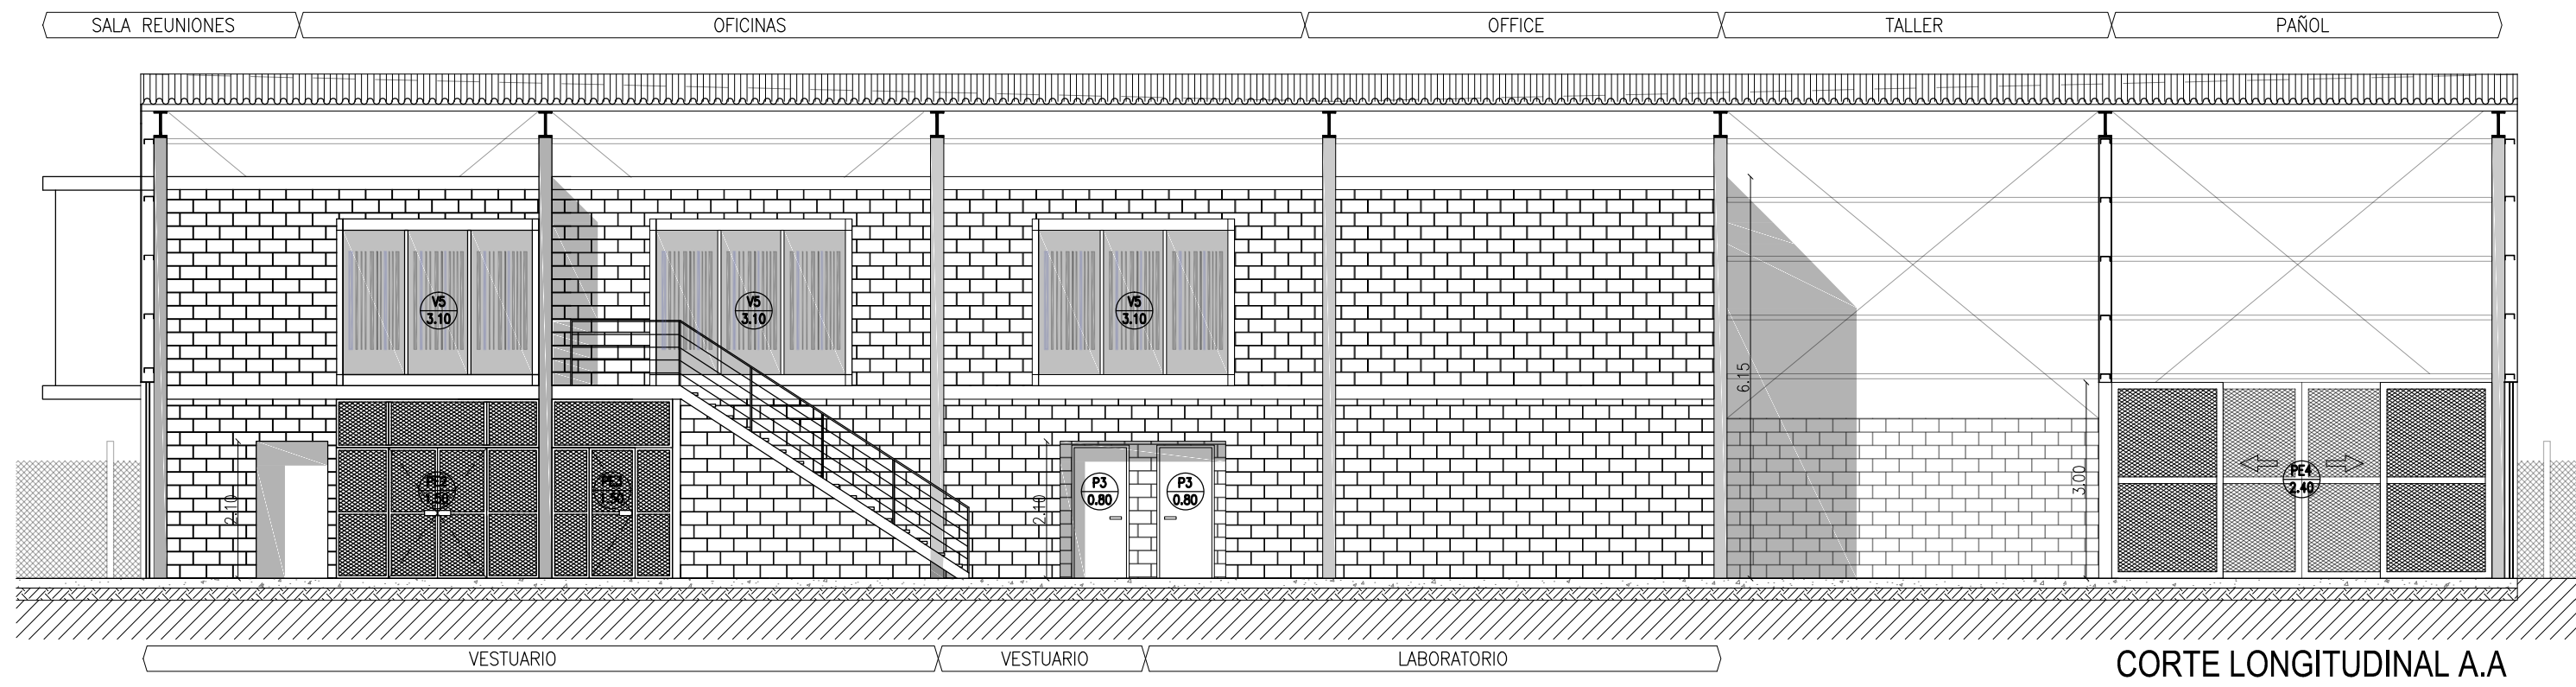 SALA REUNIONES
OFICINAS
OFFICE
TALLER
PAÑOL
V5
3.10
V5
3.10
V5
3.10
6.15
2.10
PE2
1.50
PE3
1.50
2.10
P3
0.80
P3
0.80
3.00
PE4
2.40
VESTUARIO
VESTUARIO
LABORATORIO
CORTE LONGITUDINAL A.A